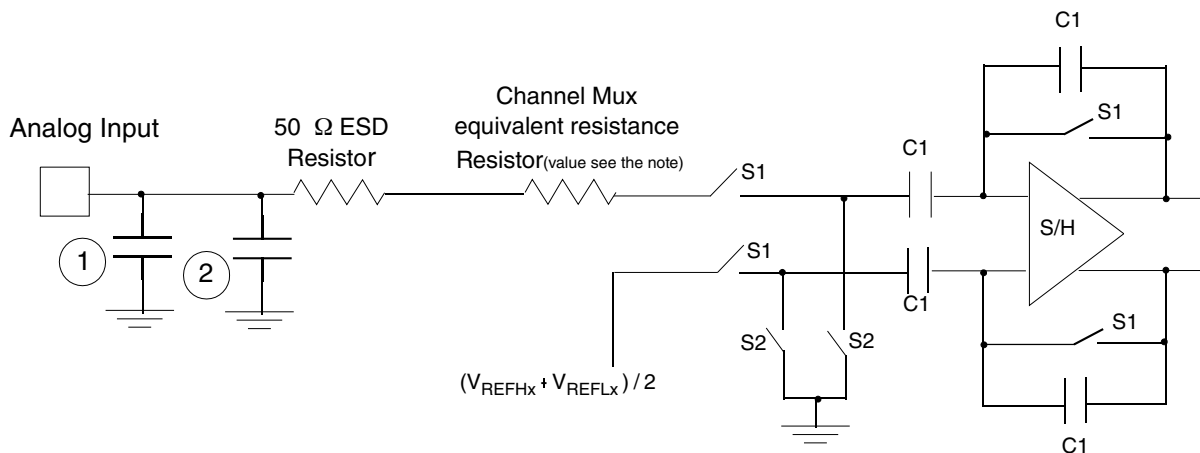 C1
Channel Mux
equivalent resistance
Resistor(value see the note)
50 Ω ESD
Resistor
Analog Input
S1
S1
C1
S/H
1
2
S1
C1
S2
S2
S1
(VREFHx + VREFLx) / 2
C1